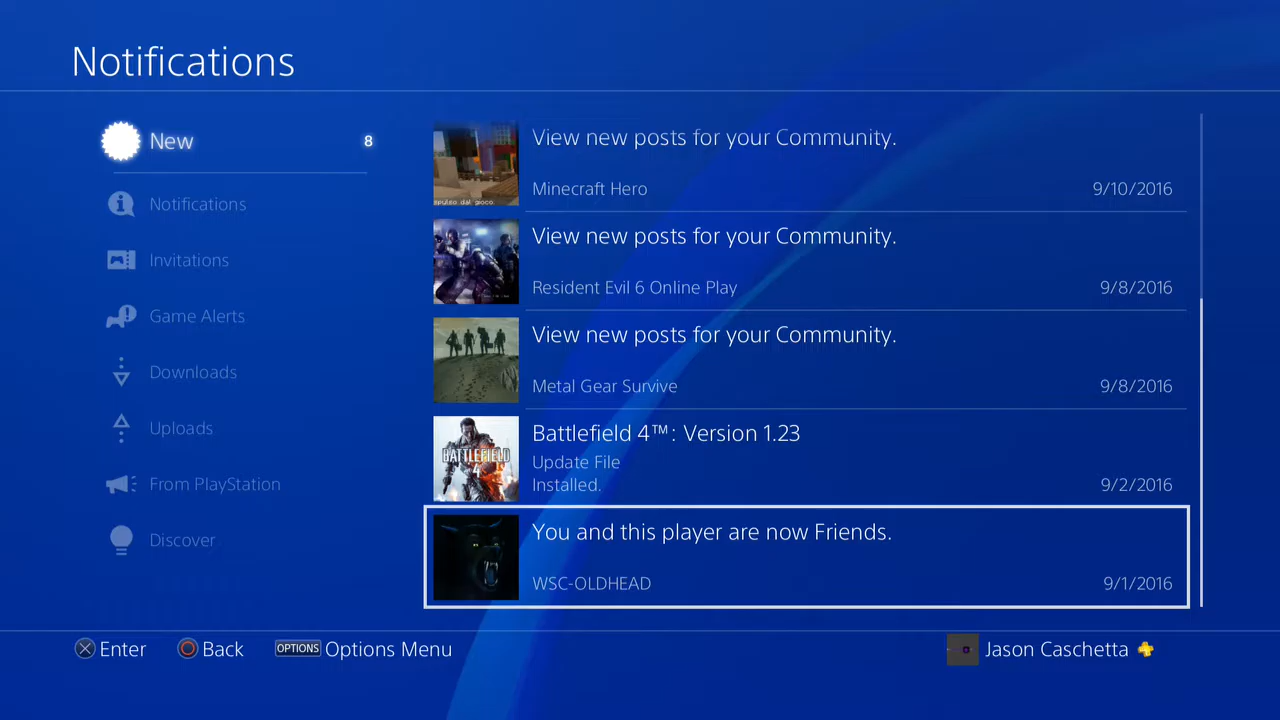 Notifications
New
8
Notifications
Invitations
Game Alerts
Downloads
Uploads
From PlayStation
Discover
View new posts for your Community.
Minecraft Hero
9/10/2016
View new posts for your Community.
Resident Evil 6 Online Play
9/8/2016
View new posts for your Community.
Metal Gear Survive
9/8/2016
BATTLEFIELD
4
Battlefield 4™: Version 1.23
Update File
Installed.
9/2/2016
You and this player are now Friends.
WSC-OLDHEAD
9/1/2016
Enter
Back
OPTIONS Options Menu
Jason Caschetta